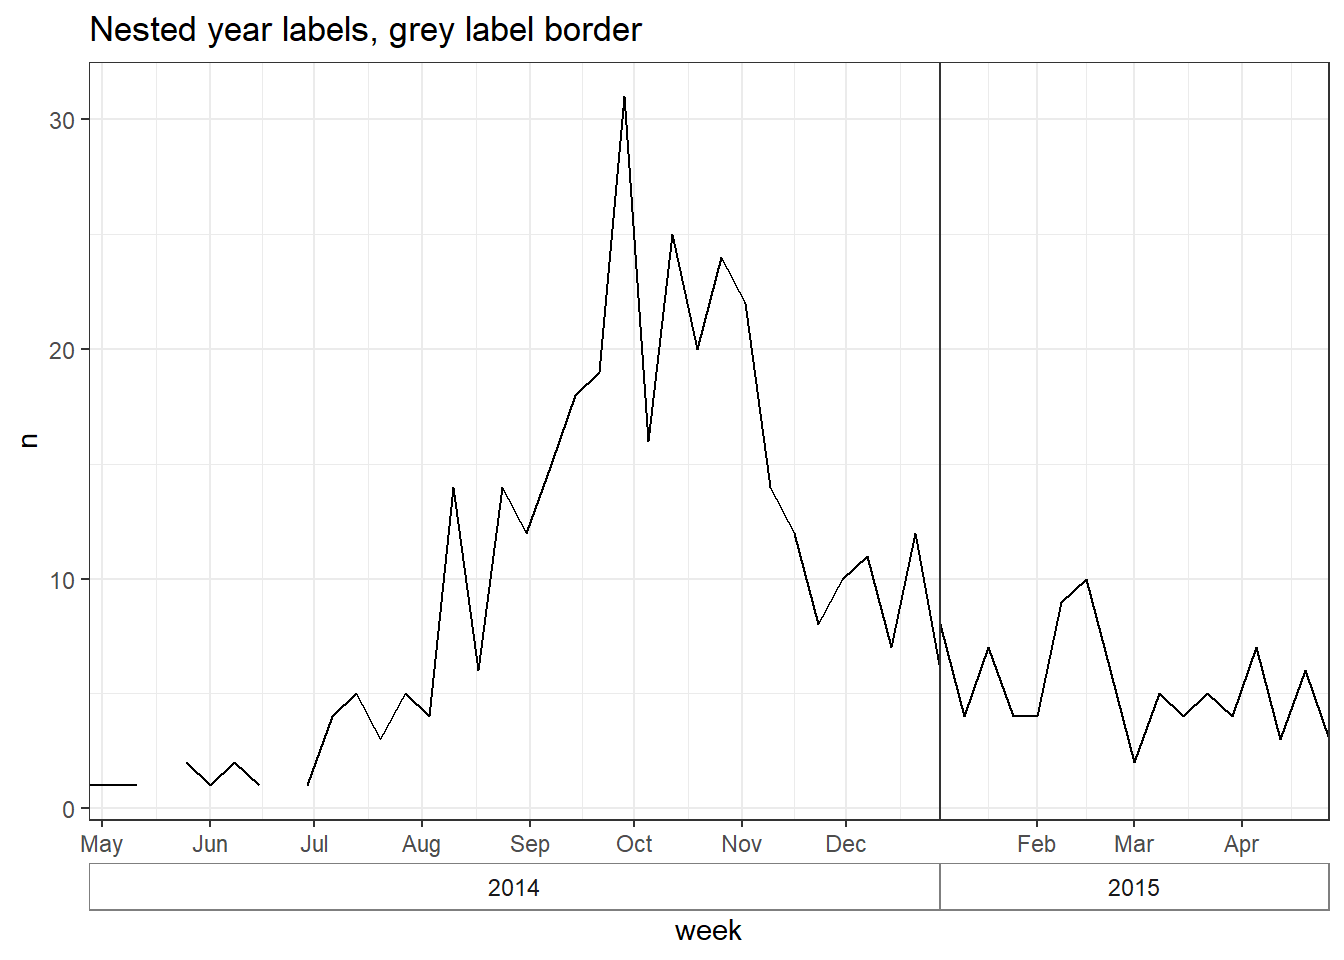 Nested year labels, grey label border
30
20
10
0
n
May Jun Jul Aug Sep Oct Nov Dec Feb Mar Apr
2014 2015
week